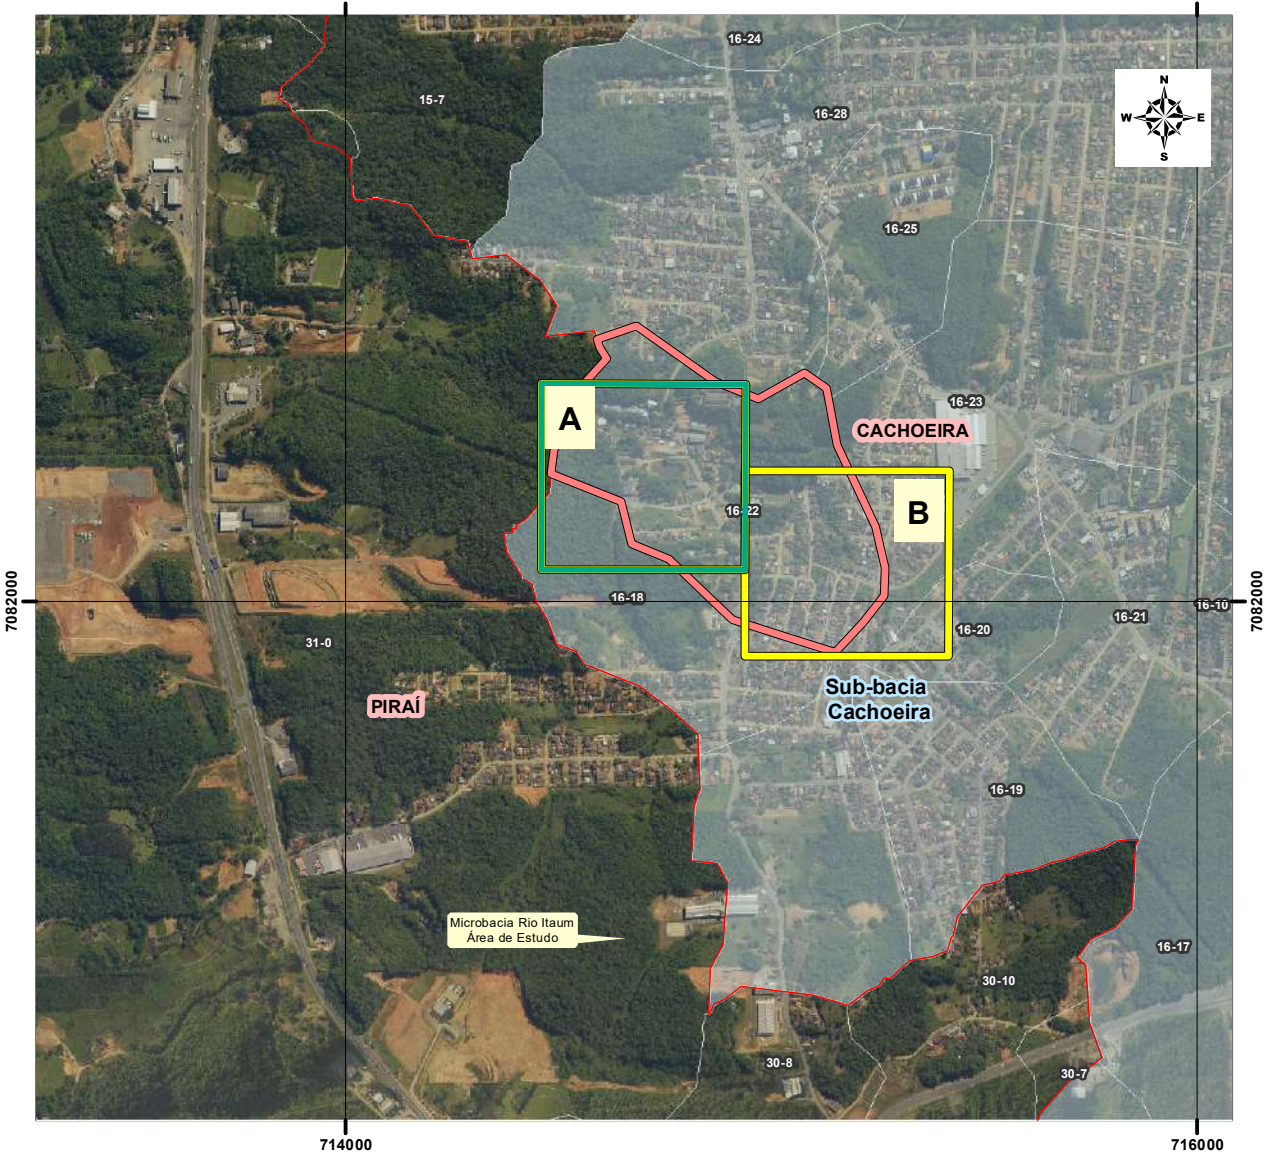 16-24
N
W
E
S
15-7
16-28
16-25
16-23
A
CACHOEIRA
B
16-22
7082000
16-18
16-10
7082000
16-21
16-20
31-0
Sub-bacia
Cachoeira
PIRAÍ
16-19
Microbacia Rio Itaum
Área de Estudo
16-17
30-10
30-8
30-7
714000
716000